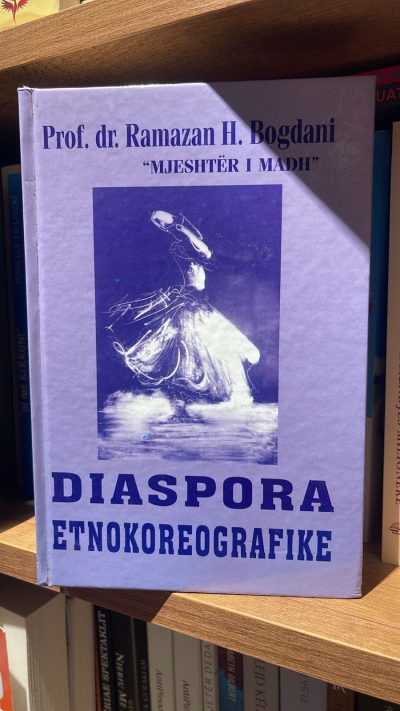 Prof. dr. Ramazan H. Bogdani
"MJESHTËR I MADH"
DIASPORA
ETNOKOREOGRAFIKE